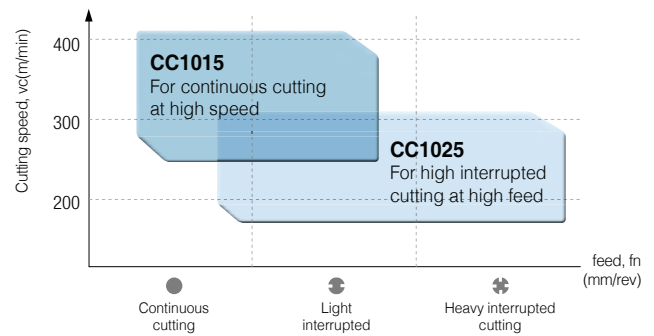 Cutting speed, vc(m/min)
400
300
200
CC1015
For continuous cutting
at high speed
CC1025
For high interrupted
cutting at high feed
feed, fn
(mm/rev)
Continuous
cutting
Light
interrupted
Heavy interrupted
cutting